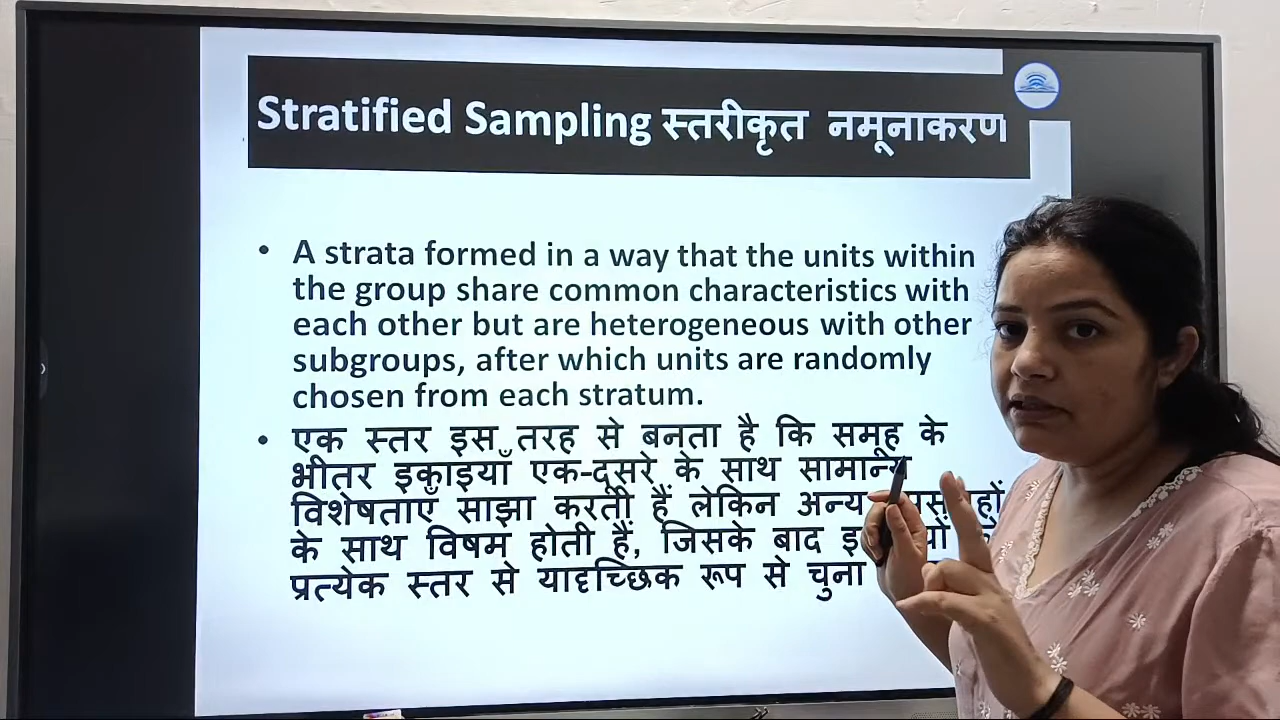 Stratified Sampling स्तरीकृत नमूनाकरण
• A strata formed in a way that the units within
the group share common characteristics with
each other but are heterogeneous with other
subgroups, after which units are randomly
chosen from each stratum.
• एक स्तर इस तरह से बनता है कि समूह के
भीतर इकाइयाँ एक-दूसरे के साथ सामान्य
विशेषताएँ साझा करती हैं लेकिन अन्य
के साथ विषम होती हैं, जिसके बाद
प्रत्येक स्तर से यादृच्छिक रूप से चुना